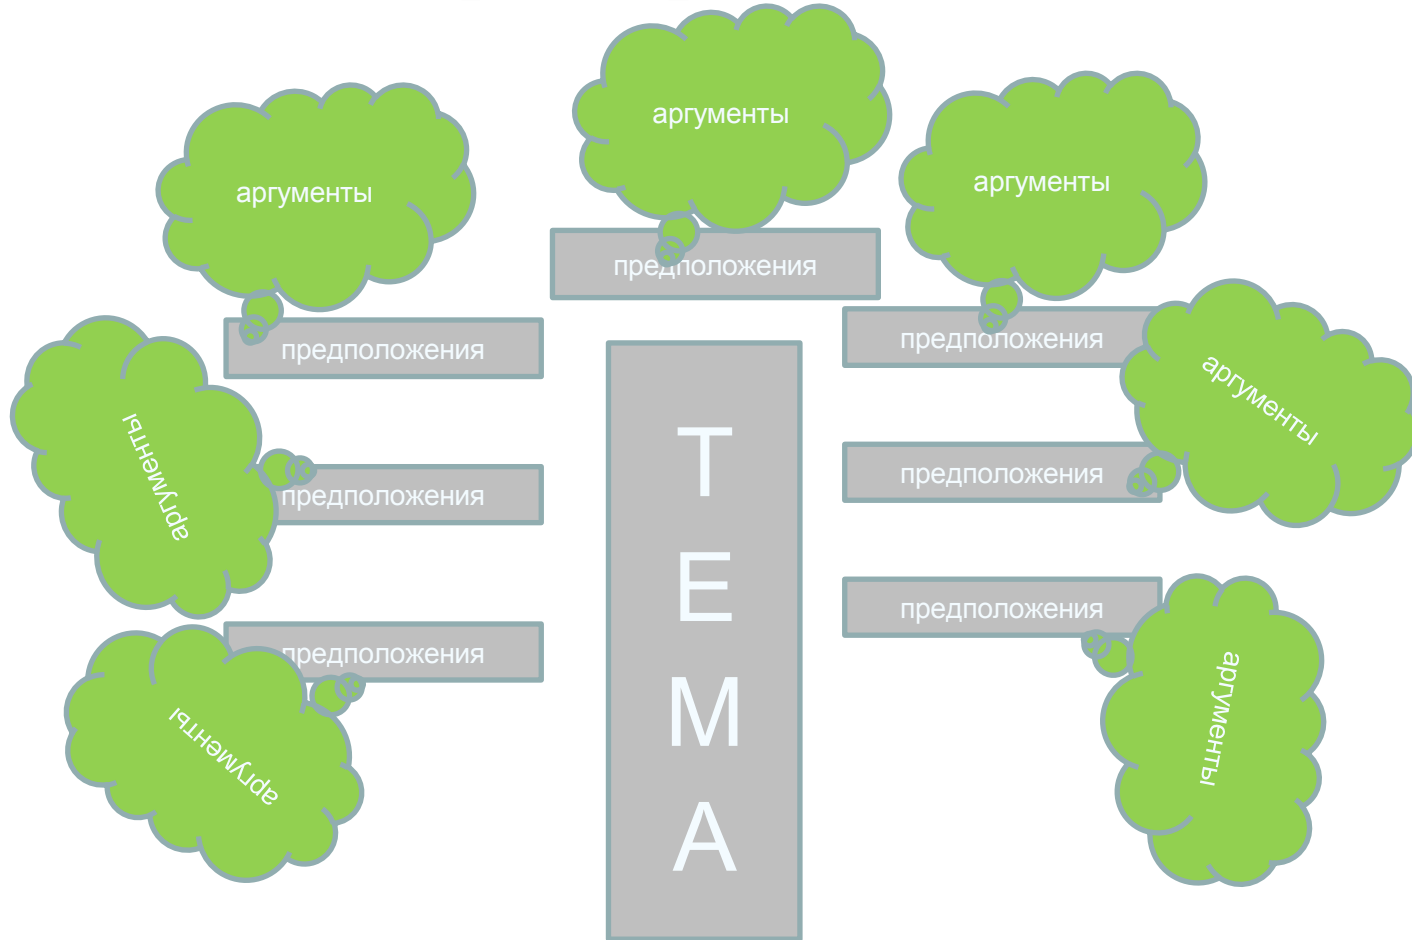 аргументы
аргументы
аргументы
предположения
предположения
предположения
аргументы
аргументы
предположения
предположения
предположения
предположения
аргументы
аргументы
Т
Е
М
А